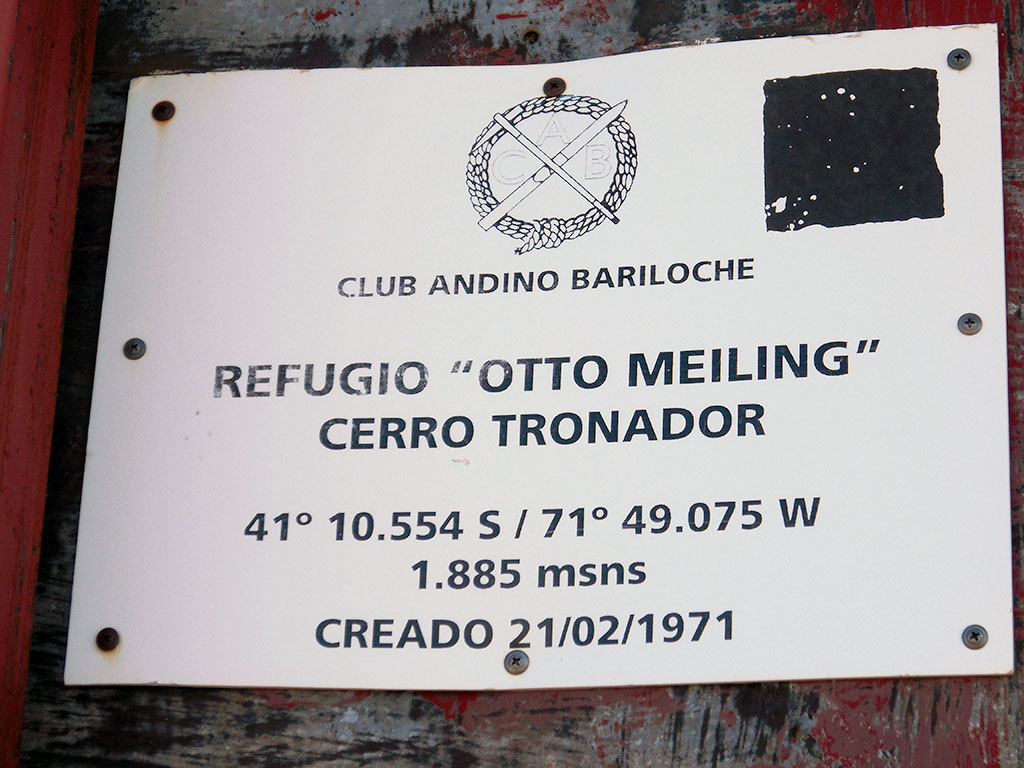 CAB
CLUB ANDINO BARILOCHE
REFUGIO “OTTO MEILING”
CERRO TRONADOR
41° 10.554 S / 71° 49.075 W
1.885 msns
CREADO 21/02/1971